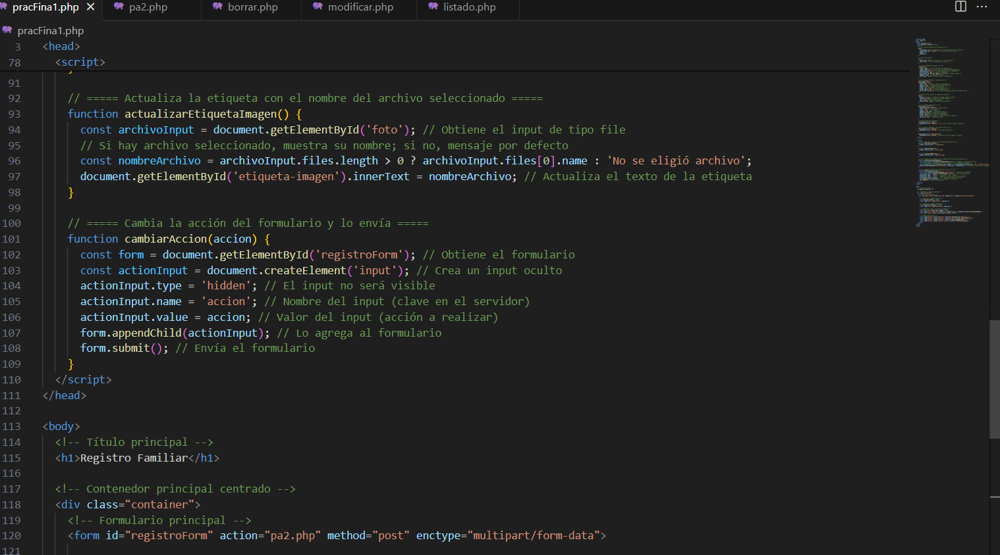 pracFina1.php pa2.php borrar.php modificar.php listado.php
pracFina1.php
3 <head>
78 <script>
91
92 // ===== Actualiza la etiqueta con el nombre del archivo seleccionado =====
93 function actualizarEtiquetaImagen() {
94 const archivoInput = document.getElementById('foto'); // Obtiene el input de tipo file
95 // Si hay archivo seleccionado, muestra su nombre; si no, mensaje por defecto
96 const nombreArchivo = archivoInput.files.length > 0 ? archivoInput.files[0].name : 'No se eligió archivo';
97 document.getElementById('etiqueta-imagen').innerText = nombreArchivo; // Actualiza el texto de la etiqueta
98 }
99
100 // ===== Cambia la acción del formulario y lo envía =====
101 function cambiarAccion(accion) {
102 const form = document.getElementById('registroForm'); // Obtiene el formulario
103 const actionInput = document.createElement('input'); // Crea un input oculto
104 actionInput.type = 'hidden'; // El input no será visible
105 actionInput.name = 'accion'; // Nombre del input (clave en el servidor)
106 actionInput.value = accion; // Valor del input (acción a realizar)
107 form.appendChild(actionInput); // Lo agrega al formulario
108 form.submit(); // Envía el formulario
109 }
110 </script>
111 </head>
112
113 <body>
114 <!-- Título principal -->
115 <h1>Registro Familiar</h1>
116
117 <!-- Contenedor principal centrado -->
118 <div class="container">
119 <!-- Formulario principal -->
120 <form id="registroForm" action="pa2.php" method="post" enctype="multipart/form-data">
121